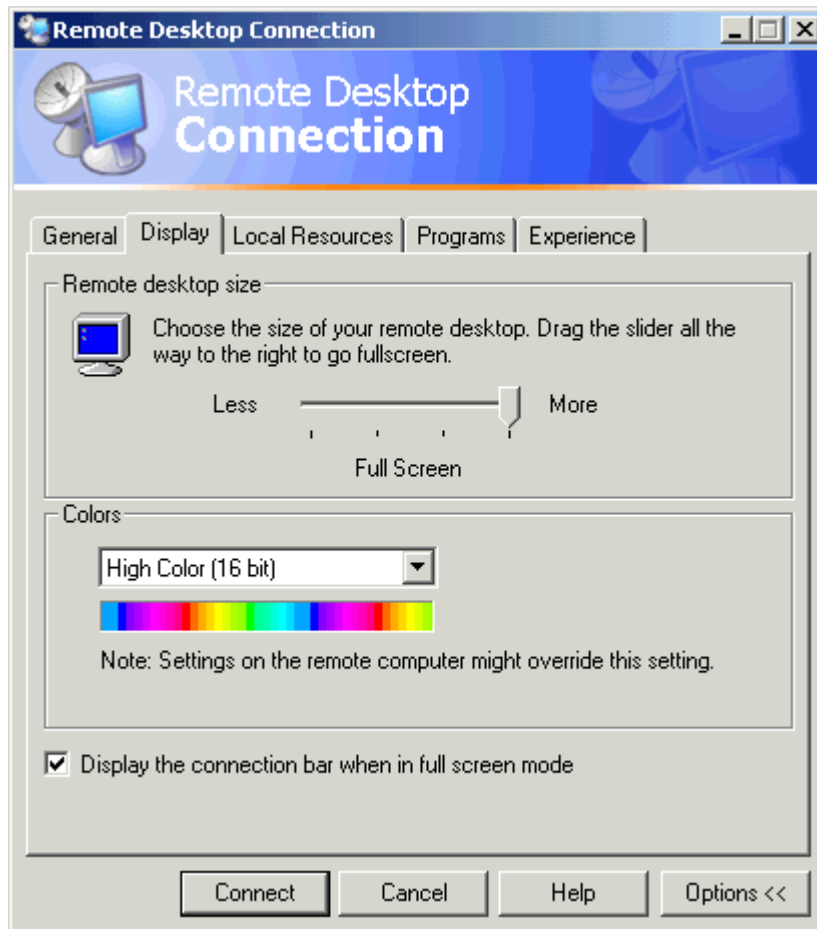 Remote Desktop Connection
Remote Desktop
Connection
General Display Local Resources Programs Experience
Remote desktop size
Choose the size of your remote desktop. Drag the slider all the
way to the right to go fullscreen.
Less More
Full Screen
Colors
High Color (16 bit)
Note: Settings on the remote computer might override this setting.
Display the connection bar when in full screen mode
Connect Cancel Help Options <<